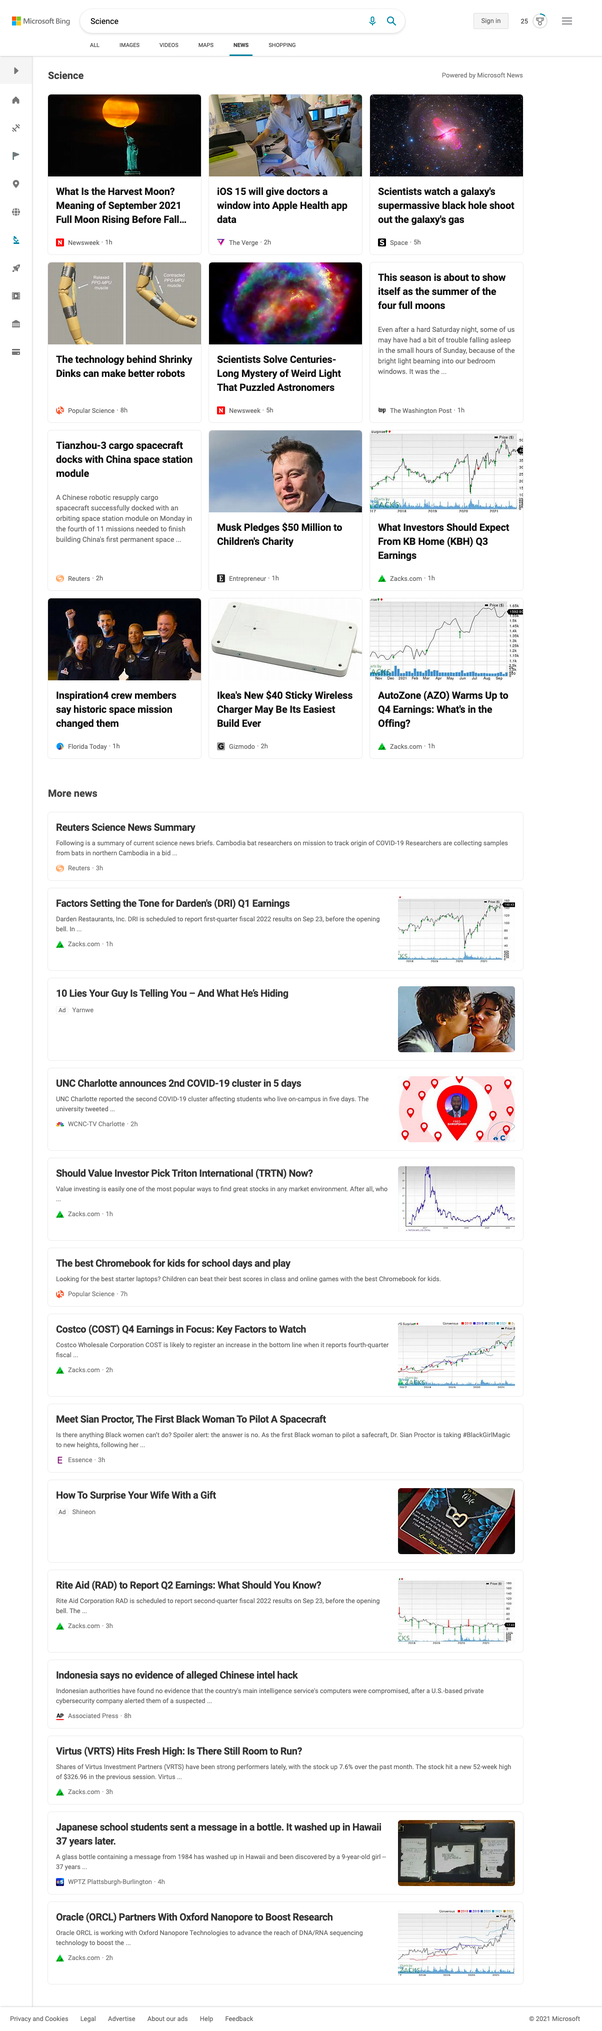 Microsoft Bing
Science
Sign in
25
ALL IMAGES VIDEOS MAPS NEWS SHOPPING
Science
Powered by Microsoft News
What Is the Harvest Moon?
Meaning of September 2021
Full Moon Rising Before Fall...
Newsweek · 1h
iOS 15 will give doctors a
window into Apple Health app
data
The Verge · 2h
Scientists watch a galaxy's
supermassive black hole shoot
out the galaxy's gas
Space · 5h
The technology behind Shrinky
Dinks can make better robots
Popular Science · 8h
Scientists Solve Centuries-
Long Mystery of Weird Light
That Puzzled Astronomers
Newsweek · 5h
This season is about to show
itself as the summer of the
four full moons
Even after a hard Saturday night, some of us
may have had a bit of trouble falling asleep
in the small hours of Sunday, because of the
bright light beaming into our bedroom
windows. It was the ...
The Washington Post · 1h
Tianzhou-3 cargo spacecraft
docks with China space station
module
A Chinese robotic resupply cargo
spacecraft successfully docked with an
orbiting space station module on Monday in
the fourth of 11 missions needed to finish
building China's first permanent space ...
Reuters · 2h
Musk Pledges $50 Million to
Children's Charity
Entrepreneur · 1h
What Investors Should Expect
From KB Home (KBH) Q3
Earnings
Zacks.com · 1h
Inspiration4 crew members
say historic space mission
changed them
Florida Today · 1h
Ikea's New $40 Sticky Wireless
Charger May Be Its Easiest
Build Ever
Gizmodo · 2h
AutoZone (AZO) Warms Up to
Q4 Earnings: What's in the
Offing?
Zacks.com · 1h
More news
Reuters Science News Summary
Following is a summary of current science news briefs. Cambodia bat researchers on mission to track origin of COVID-19 Researchers are collecting samples
from bats in northern Cambodia in a bid ...
Reuters · 3h
Factors Setting the Tone for Darden's (DRI) Q1 Earnings
Darden Restaurants, Inc. DRI is scheduled to report first-quarter fiscal 2022 results on Sep 23, before the opening
bell. In ...
Zacks.com · 1h
10 Lies Your Guy Is Telling You – And What He's Hiding
Ad Yarnwe
UNC Charlotte announces 2nd COVID-19 cluster in 5 days
UNC Charlotte reported the second COVID-19 cluster affecting students who live on-campus in five days. The
university tweeted ...
WCNC-TV Charlotte · 2h
Should Value Investor Pick Triton International (TRTN) Now?
Value investing is easily one of the most popular ways to find great stocks in any market environment. After all, who
...
Zacks.com · 1h
The best Chromebook for kids for school days and play
Looking for the best starter laptops? Children can beat their best scores in class and online games with the best Chromebook for kids.
Popular Science · 7h
Costco (COST) Q4 Earnings in Focus: Key Factors to Watch
Costco Wholesale Corporation COST is likely to register an increase in the bottom line when it reports fourth-quarter
fiscal ...
Zacks.com · 2h
Meet Sian Proctor, The First Black Woman To Pilot A Spacecraft
Is there anything Black women can't do? Spoiler alert: the answer is no. As the first Black woman to pilot a safecraft, Dr. Sian Proctor is taking #BlackGirlMagic
to new heights, following her ...
Essence · 3h
How To Surprise Your Wife With a Gift
Ad Shineon
Rite Aid (RAD) to Report Q2 Earnings: What Should You Know?
Rite Aid Corporation RAD is scheduled to report second-quarter fiscal 2022 results on Sep 23, before the opening
bell. The ...
Zacks.com · 3h
Indonesia says no evidence of alleged Chinese intel hack
Indonesian authorities have found no evidence that the country's main intelligence service's computers were compromised, after a U.S.-based private
cybersecurity company alerted them of a suspected ...
Associated Press · 8h
Virtus (VRTS) Hits Fresh High: Is There Still Room to Run?
Shares of Virtus Investment Partners (VRTS) have been strong performers lately, with the stock up 7.6% over the past month. The stock hit a new 52-week high
of $326.96 in the previous session. Virtus ...
Zacks.com · 3h
Japanese school students sent a message in a bottle. It washed up in Hawaii
37 years later.
A glass bottle containing a message from 1984 has washed up in Hawaii and been discovered by a 9-year-old girl –
37 years ...
WPTZ Plattsburgh-Burlington · 4h
Oracle (ORCL) Partners With Oxford Nanopore to Boost Research
Oracle ORCL is working with Oxford Nanopore Technologies to advance the reach of DNA/RNA sequencing
technology to boost the ...
Zacks.com · 2h
Privacy and Cookies Legal Advertise About our ads Help Feedback
© 2021 Microsoft